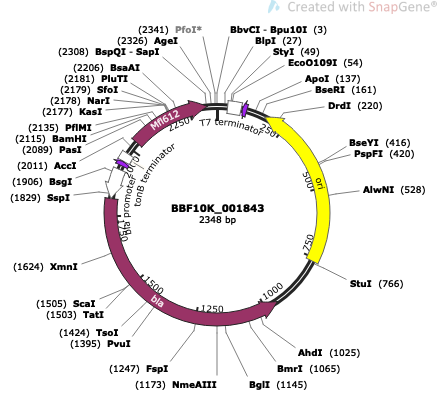 Created with SnapGene®
(2341) PfoI*
(2326) AgeI
(2308) BspQI - SapI
(2206) BsaAI
(2181) PluTI
(2179) SfoI
(2178) NarI
(2177) KasI
(2135) PflMI
(2115) BamHI
(2089) PasI
(2011) AccI
(1906) BsgI
(1829) SspI
(1624) XmnI
(1505) ScaI
(1503) TatI
(1424) TsoI
(1395) PvuI
(1247) FspI
(1173) NmeAIII
BbvCI - Bpu10I (3)
BlpI (27)
StyI (49)
EcoO109I (54)
ApoI (137)
BseRI (161)
DrdI (220)
BseYI (416)
PspFI (420)
AlwNI (528)
StuI (766)
AhdI (1025)
BmrI (1065)
BglI (1145)
Mfl612
T7 terminator
tonB terminator
bla promoter
ori
bla
250
500
750
1000
1250
1500
1750
2000
2250
BBF10K_001843
2348 bp